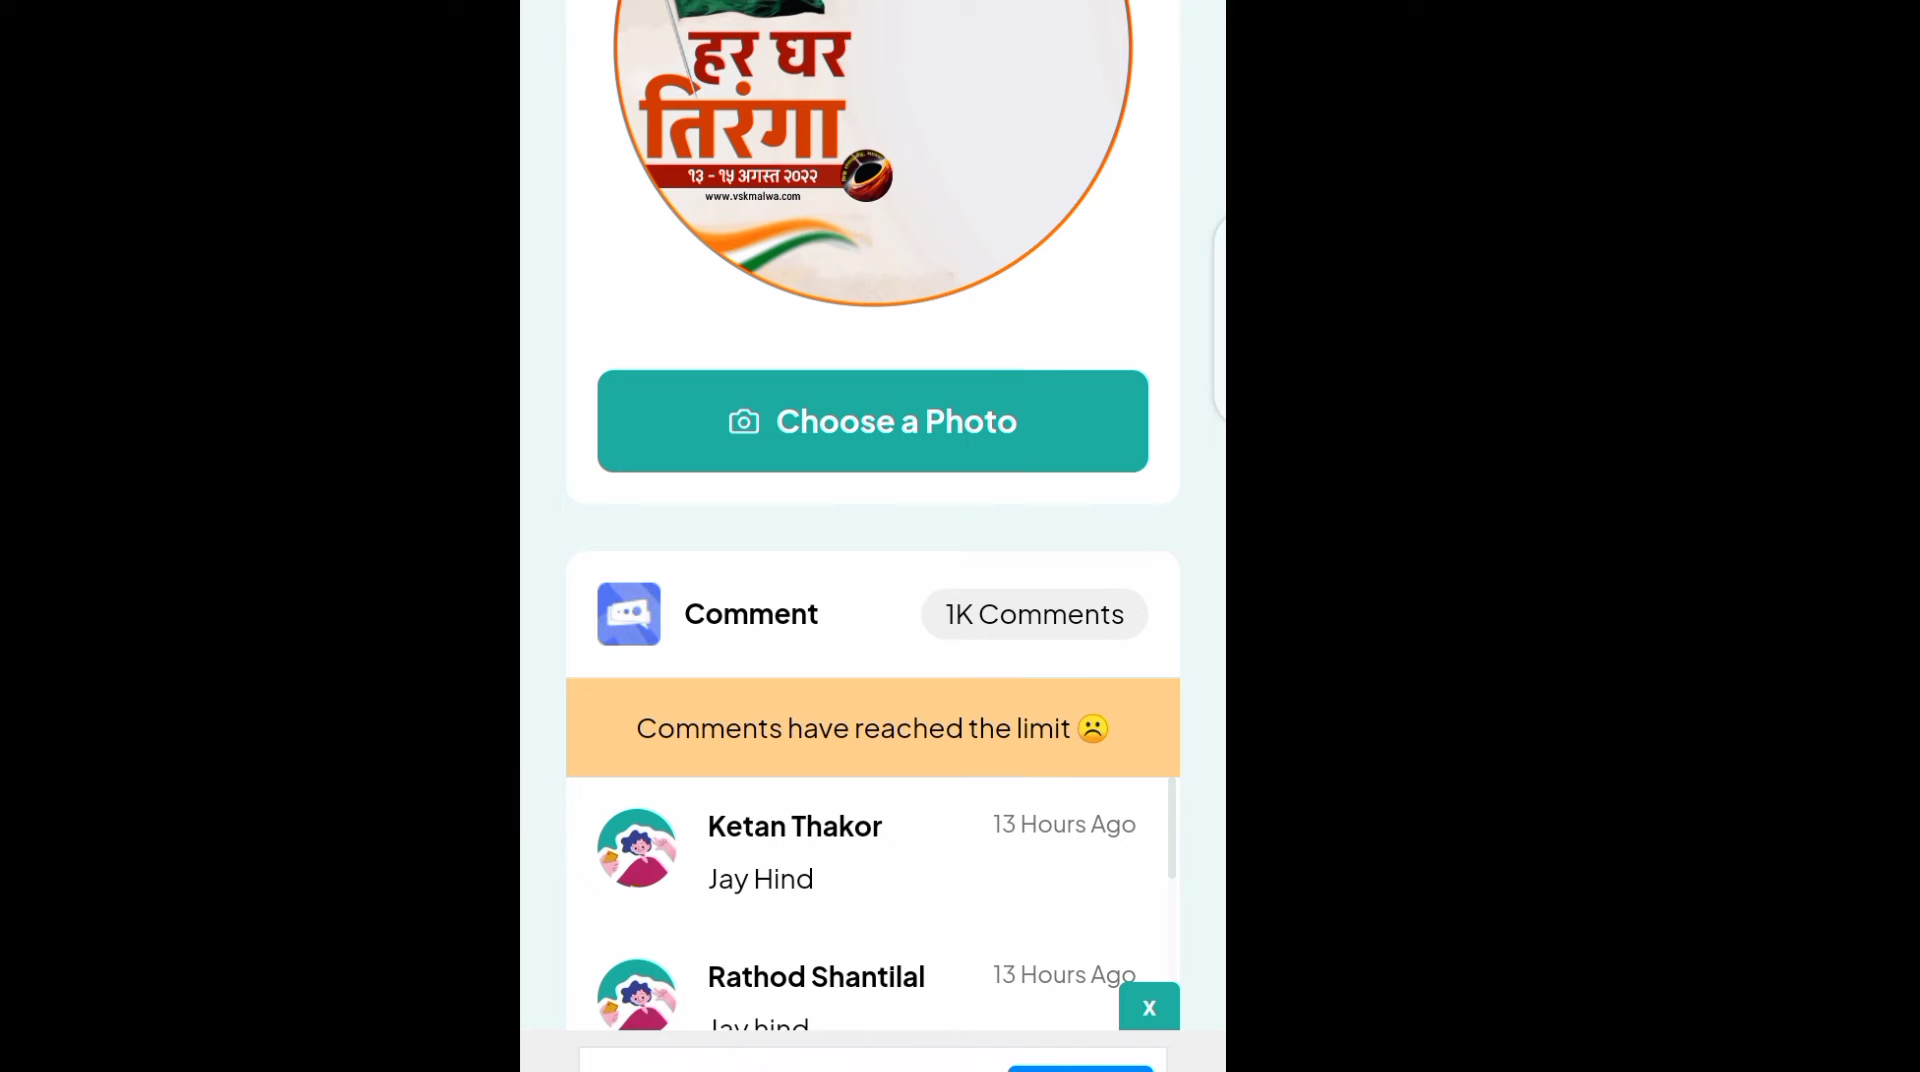 हर घर
तिरंगा
१३ - १५ अगस्त २०२२
www.vskmalwa.com
Choose a Photo
Comment
1K Comments
Comments have reached the limit ☹️
Ketan Thakor
13 Hours Ago
Jay Hind
Rathod Shantilal
13 Hours Ago
Jay hind
x